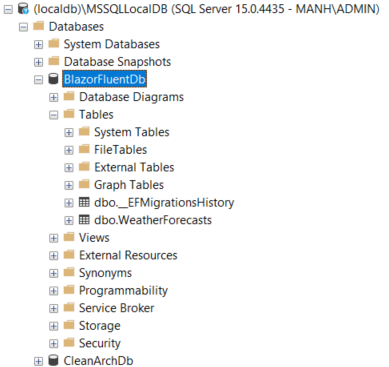 (localdb)\MSSQLLocalDB (SQL Server 15.0.4435 - MANH\ADMIN)
Databases
System Databases
Database Snapshots
BlazorFluentDb
Database Diagrams
Tables
System Tables
FileTables
External Tables
Graph Tables
dbo.__EFMigrationsHistory
dbo.WeatherForecasts
Views
External Resources
Synonyms
Programmability
Service Broker
Storage
Security
CleanArchDb